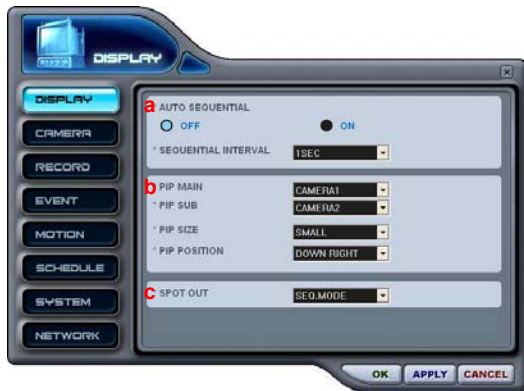 DISPLAY
DISPLAY
CAMERA
RECORD
EVENT
MOTION
SCHEDULE
SYSTEM
NETWORK
a * AUTO SEQUENTIAL
OFF ON
* SEQUENTIAL INTERVAL 1SEC
b * PIP MAIN CAMERA1
* PIP SUB CAMERA2
* PIP SIZE SMALL
* PIP POSITION DOWN RIGHT
c * SPOT OUT SEQ.MODE
OK APPLY CANCEL